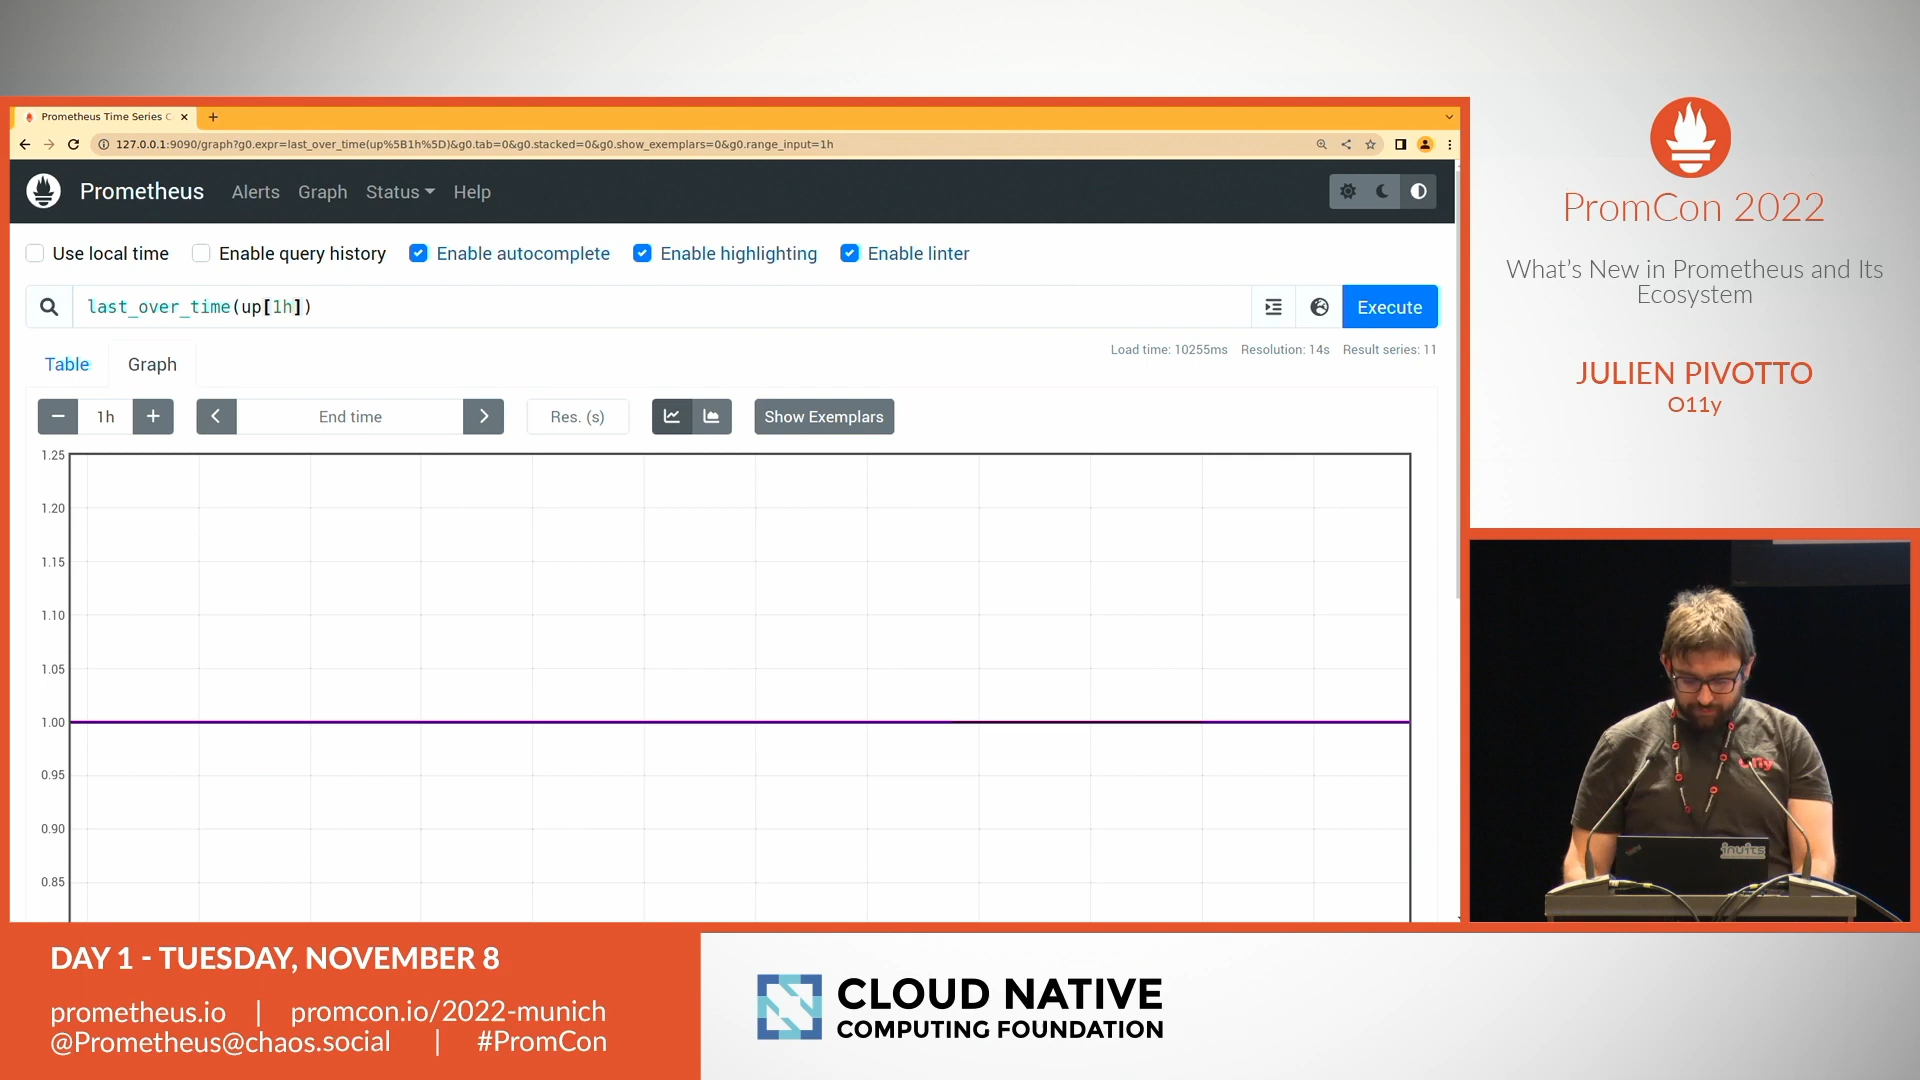 Prometheus Time Series C
127.0.0.1:9090/graph?g0.expr=last_over_time(up%5B1h%5D)&g0.tab=0&g0.stacked=0&g0.show_exemplars=0&g0.range_input=1h
Prometheus Alerts Graph Status Help
Use local time Enable query history Enable autocomplete Enable highlighting Enable linter
last_over_time(up[1h])
Execute
Load time: 10255ms Resolution: 14s Result series: 11
Table Graph
1h End time Res. (s) Show Exemplars
1.25
1.20
1.15
1.10
1.05
1.00
0.95
0.90
0.85
PromCon 2022
What's New in Prometheus and Its
Ecosystem
JULIEN PIVOTTO
O11y
inuits
DAY 1 - TUESDAY, NOVEMBER 8
prometheus.io | promcon.io/2022-munich
@Prometheus@chaos.social | #PromCon
CLOUD NATIVE
COMPUTING FOUNDATION